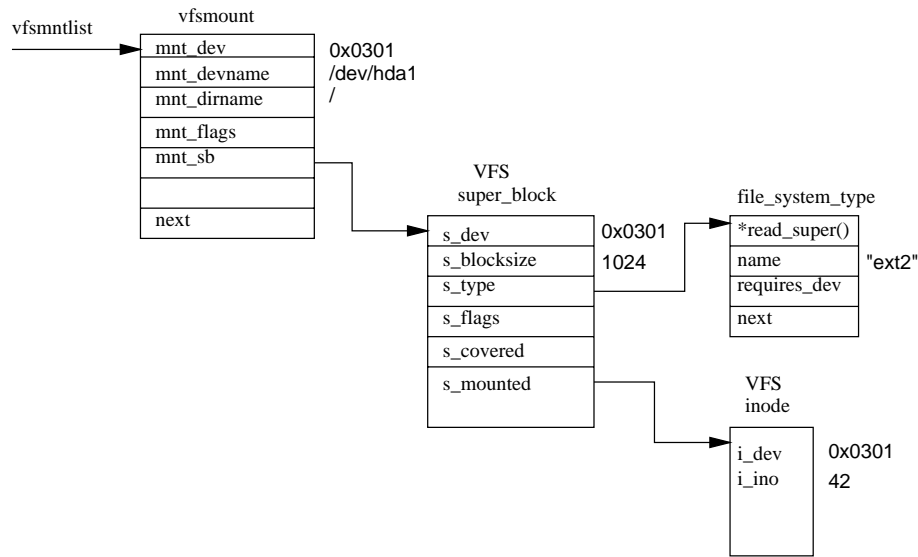 vfsmntlist
vfsmount
mnt_dev
0x0301
mnt_devname
/dev/hda1
mnt_dirname
/
mnt_flags
mnt_sb
next
VFS
super_block
s_dev
0x0301
s_blocksize
1024
s_type
s_flags
s_covered
s_mounted
file_system_type
*read_super()
name
"ext2"
requires_dev
next
VFS
inode
i_dev
0x0301
i_ino
42